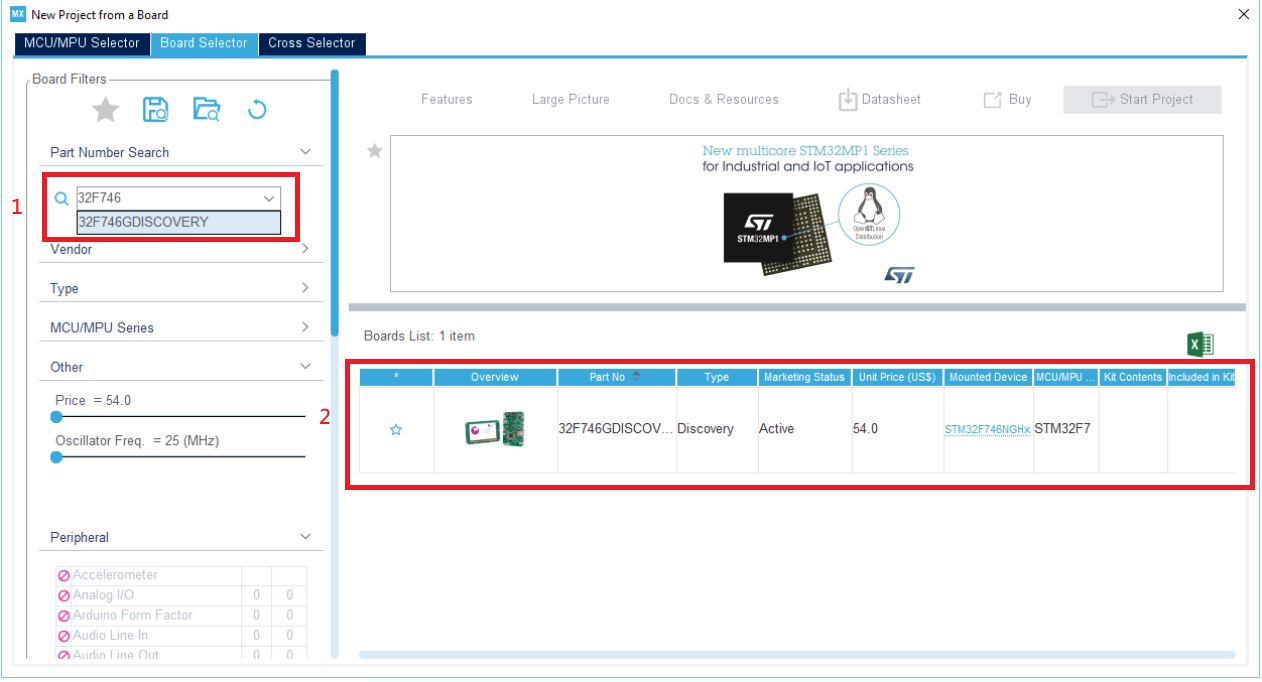 MX New Project from a Board
MCU/MPU Selector Board Selector Cross Selector
Board Filters
Part Number Search
1
32F746
32F746GDISCOVERY
Vendor
Type
MCU/MPU Series
Other
Price = 54.0
Oscillator Freq. = 25 (MHz)
Peripheral
Accelerometer
Analog I/O 0 0
Arduino Form Factor 0 0
Audio Line In 0 0
Audio Line Out 0 0
Features Large Picture Docs & Resources Datasheet Buy Start Project
New multicore STM32MP1 Series
for Industrial and IoT applications
ST
STM32MP1
OpenSTLinux
Distribution
ST
Boards List: 1 item
X
2
* Overview Part No Type Marketing Status Unit Price (US$) Mounted Device MCU/MPU ... Kit Contents Included in Kit
32F746GDISCOV... Discovery Active 54.0 STM32F746NGHx STM32F7